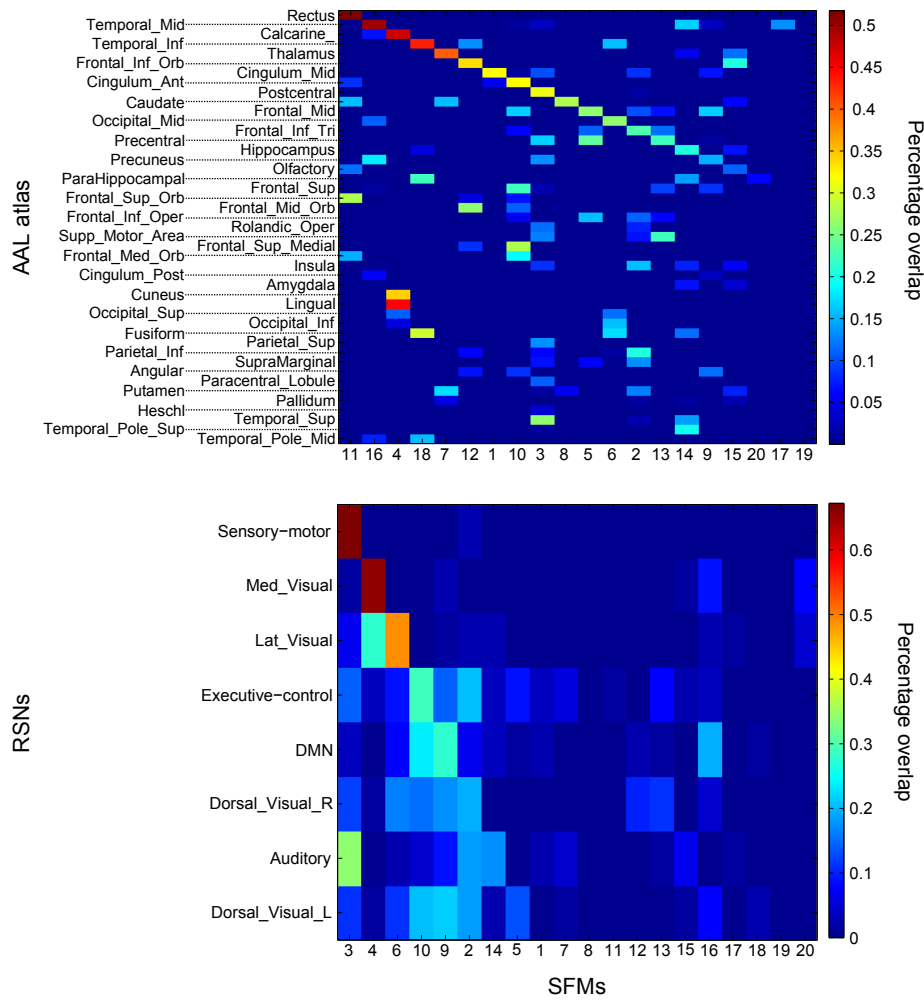 Rectus
Temporal_Mid
Calcarine_
Temporal_Inf
Thalamus
Frontal_Inf_Orb
Cingulum_Mid
Cingulum_Ant
Postcentral
Caudate
Frontal_Mid
Occipital_Mid
Frontal_Inf_Tri
Precentral
Hippocampus
Precuneus
Olfactory
ParaHippocampal
Frontal_Sup
Frontal_Sup_Orb
Frontal_Mid_Orb
Frontal_Inf_Oper
Rolandic_Oper
Supp_Motor_Area
Frontal_Sup_Medial
Frontal_Med_Orb
Insula
Cingulum_Post
Amygdala
Cuneus
Lingual
Occipital_Sup
Occipital_Inf
Fusiform
Parietal_Sup
Parietal_Inf
SupraMarginal
Angular
Paracentral_Lobule
Putamen
Pallidum
Heschl
Temporal_Sup
Temporal_Pole_Sup
Temporal_Pole_Mid
AAL atlas
11 16 4 18 7 12 1 10 3 8 5 6 2 13 14 9 15 20 17 19
0.5
0.45
0.4
0.35
0.3
0.25
0.2
0.15
0.1
0.05
Percentage overlap
Sensory−motor
Med_Visual
Lat_Visual
Executive−control
DMN
Dorsal_Visual_R
Auditory
Dorsal_Visual_L
RSNs
3 4 6 10 9 2 14 5 1 7 8 11 12 13 15 16 17 18 19 20
SFMs
0.6
0.5
0.4
0.3
0.2
0.1
0
Percentage overlap